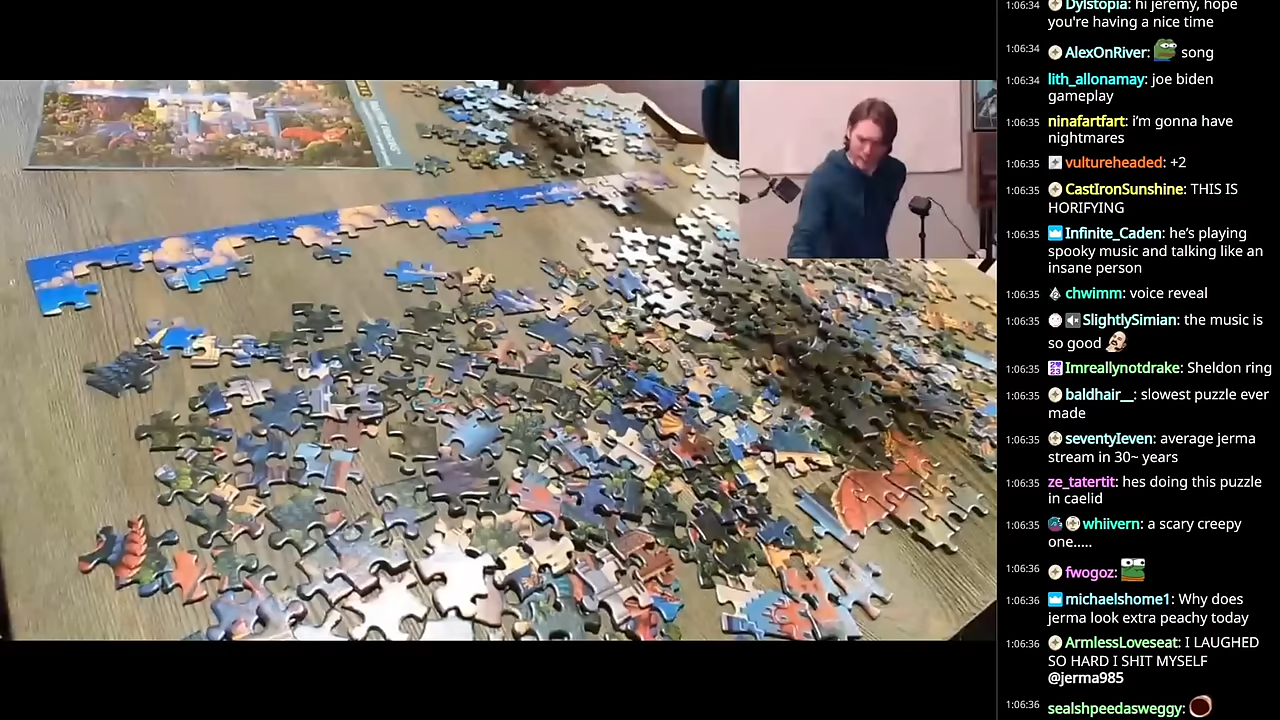 1:06:34 Dylstopia: hi jeremy, hope
you're having a nice time
1:06:34 AlexOnRiver: song
1:06:34 lith_allonamay: joe biden
gameplay
1:06:35 ninafartfart: i'm gonna have
nightmares
1:06:35 vultureheaded: +2
1:06:35 CastIronSunshine: THIS IS
HORIFYING
1:06:35 Infinite_Caden: he's playing
spooky music and talking like an
insane person
1:06:35 chwimm: voice reveal
1:06:35 SlightlySimian: the music is
so good
1:06:35 Imreallynotdrake: Sheldon ring
1:06:35 baldhair__: slowest puzzle ever
made
1:06:35 seventyIeven: average jerma
stream in 30~ years
1:06:35 ze_tatertit: hes doing this puzzle
in caelid
1:06:35 whiivern: a scary creepy
one.....
1:06:36 fwogoz:
1:06:36 michaelshome1: Why does
jerma look extra peachy today
1:06:36 ArmlessLoveseat: I LAUGHED
SO HARD I SHIT MYSELF
@jerma985
1:06:36 sealshpeedasweggy: